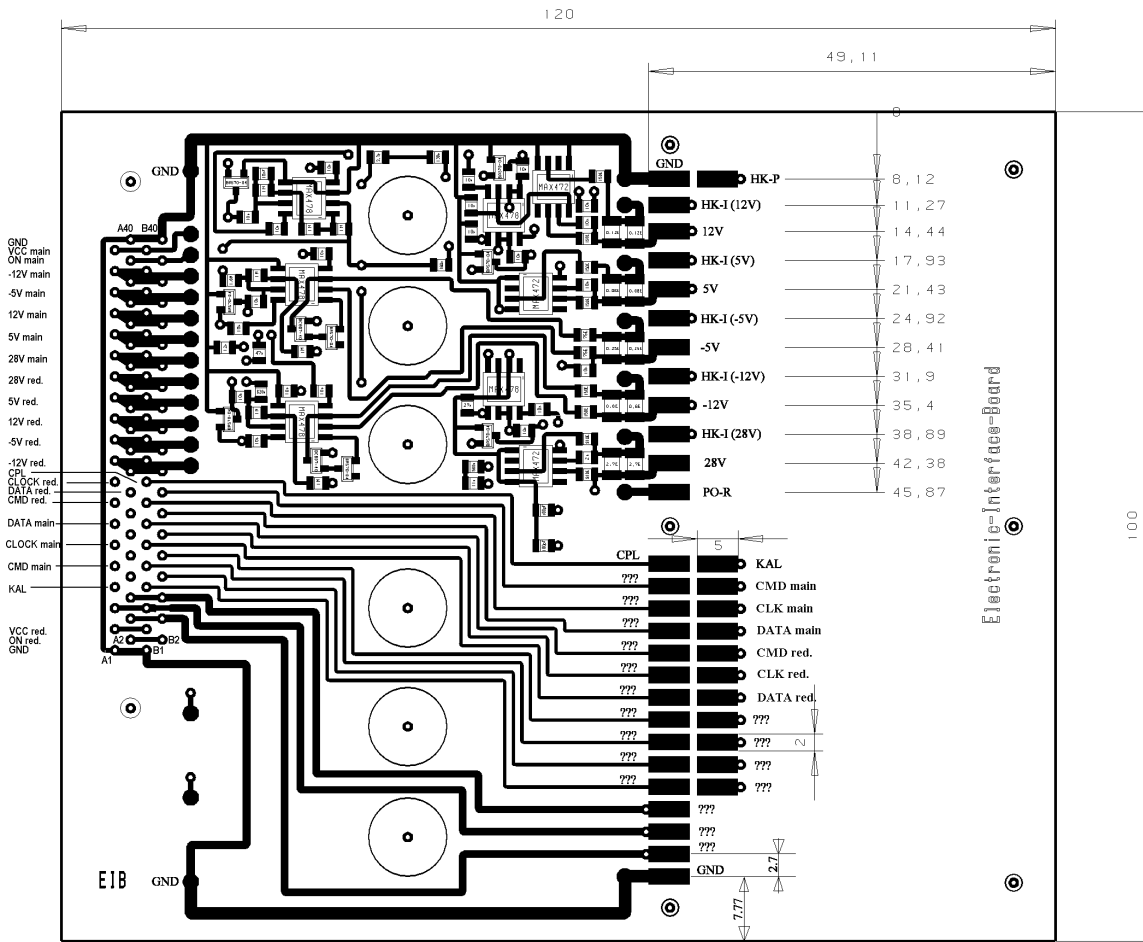 120
49,11
8
GND
HK-P
8,12
HK-I (12V)
11,27
12V
14,44
HK-I (5V)
17,93
5V
21,43
HK-I (-5V)
24,92
-5V
28,41
HK-I (-12V)
31,9
-12V
35,4
HK-I (28V)
38,89
28V
42,38
PO-R
45,87
GND
A40 B40
MAX478
MAX478
MAX472
MAX478
MAX472
MAX478
MAX478
MAX472
GND
VCC main
ON main
-12V main
-5V main
12V main
5V main
28V main
28V red.
5V red.
12V red.
-5V red.
-12V red.
CPL
CLOCK red.
DATA red.
CMD red.
DATA main
CLOCK main
CMD main
KAL
VCC red.
ON red.
GND
A2 B2
A1 B1
Electronic-Interface-Board
100
5
CPL KAL
??? CMD main
??? CLK main
??? DATA main
??? CMD red.
??? CLK red.
??? DATA red.
??? ???
??? ???
2
??? ???
??? ???
???
???
???
2.7
GND
7.77
EIB
GND